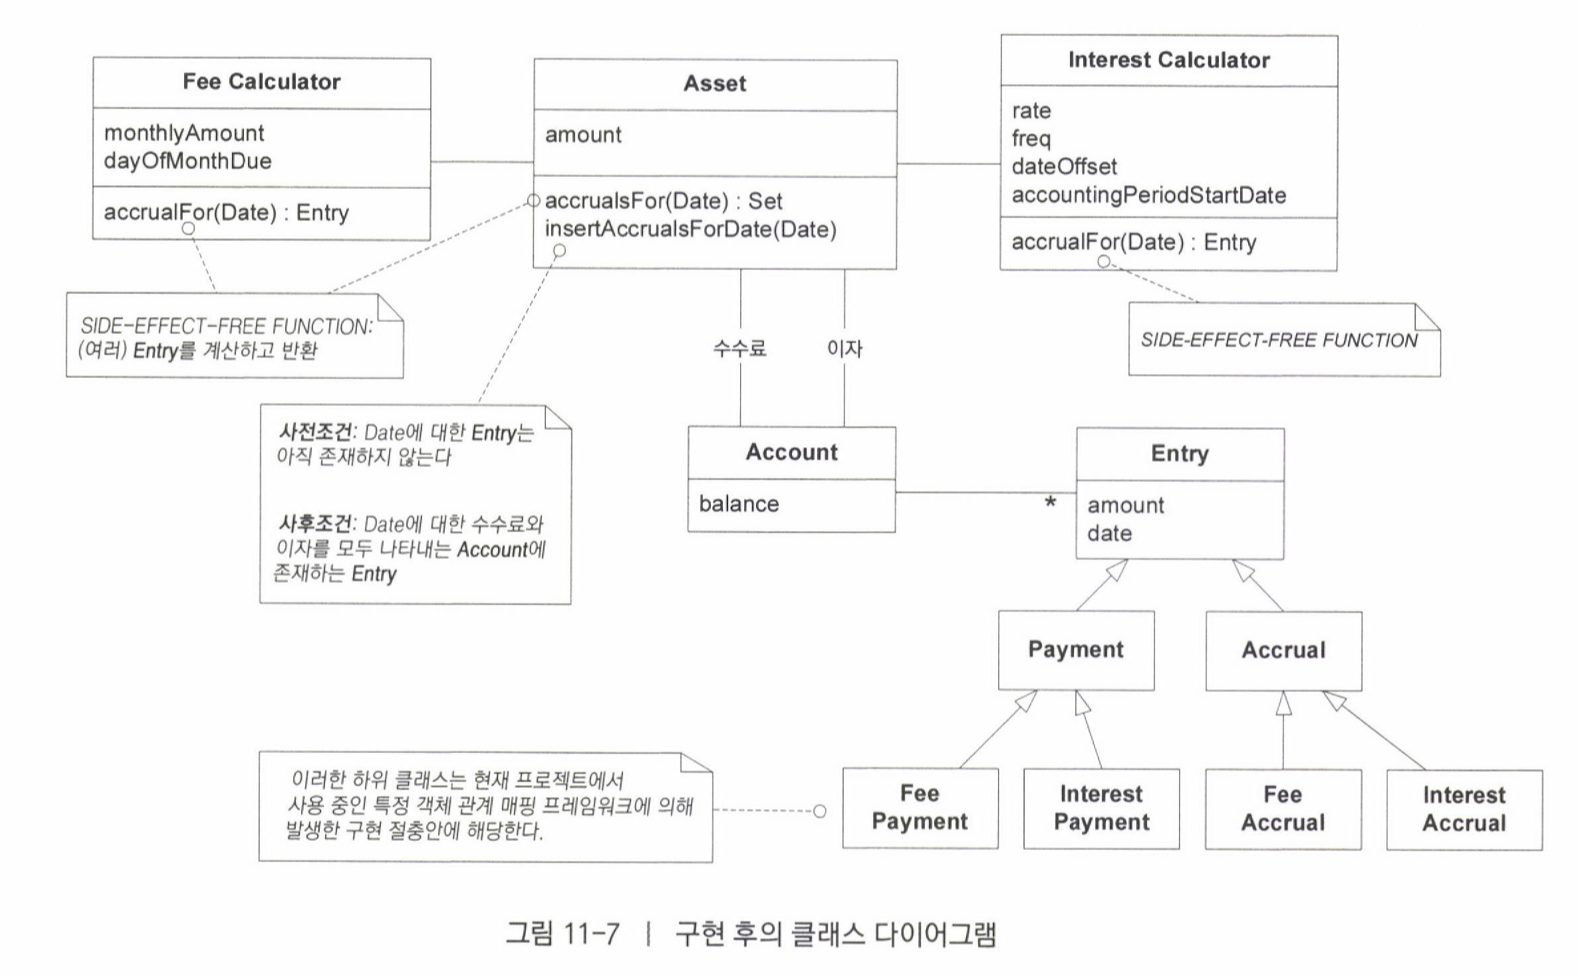 Fee Calculator
monthlyAmount
dayOfMonthDue
accrualFor(Date) : Entry
Asset
amount
accrualsFor(Date) : Set
insertAccrualsForDate(Date)
Interest Calculator
rate
freq
dateOffset
accountingPeriodStartDate
accrualFor(Date) : Entry
SIDE-EFFECT-FREE FUNCTION:
(여러) Entry를 계산하고 반환
SIDE-EFFECT-FREE FUNCTION
수수료
이자
사전조건: Date에 대한 Entry는
아직 존재하지 않는다
사후조건: Date에 대한 수수료와
이자를 모두 나타내는 Account에
존재하는 Entry
Account
balance
*
Entry
amount
date
Payment
Accrual
이러한 하위 클래스는 현재 프로젝트에서
사용 중인 특정 객체 관계 매핑 프레임워크에 의해
발생한 구현 절충안에 해당한다.
Fee
Payment
Interest
Payment
Fee
Accrual
Interest
Accrual
그림 11-7 | 구현 후의 클래스 다이어그램